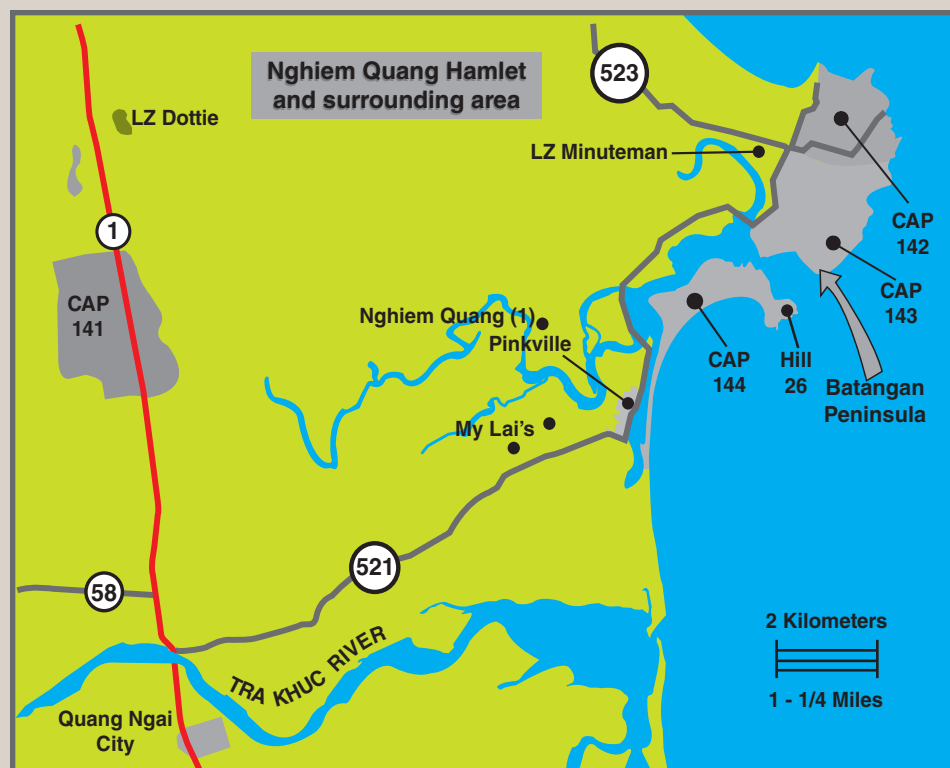 Nghiem Quang Hamlet
and surrounding area
523
LZ Dottie
LZ Minuteman
1
CAP
142
CAP
141
CAP
143
Nghiem Quang (1)
Pinkville
CAP
144
Hill
26
Batangan
Peninsula
My Lai's
521
58
2 Kilometers
TRA KHUC RIVER
1 - 1/4 Miles
Quang Ngai
City